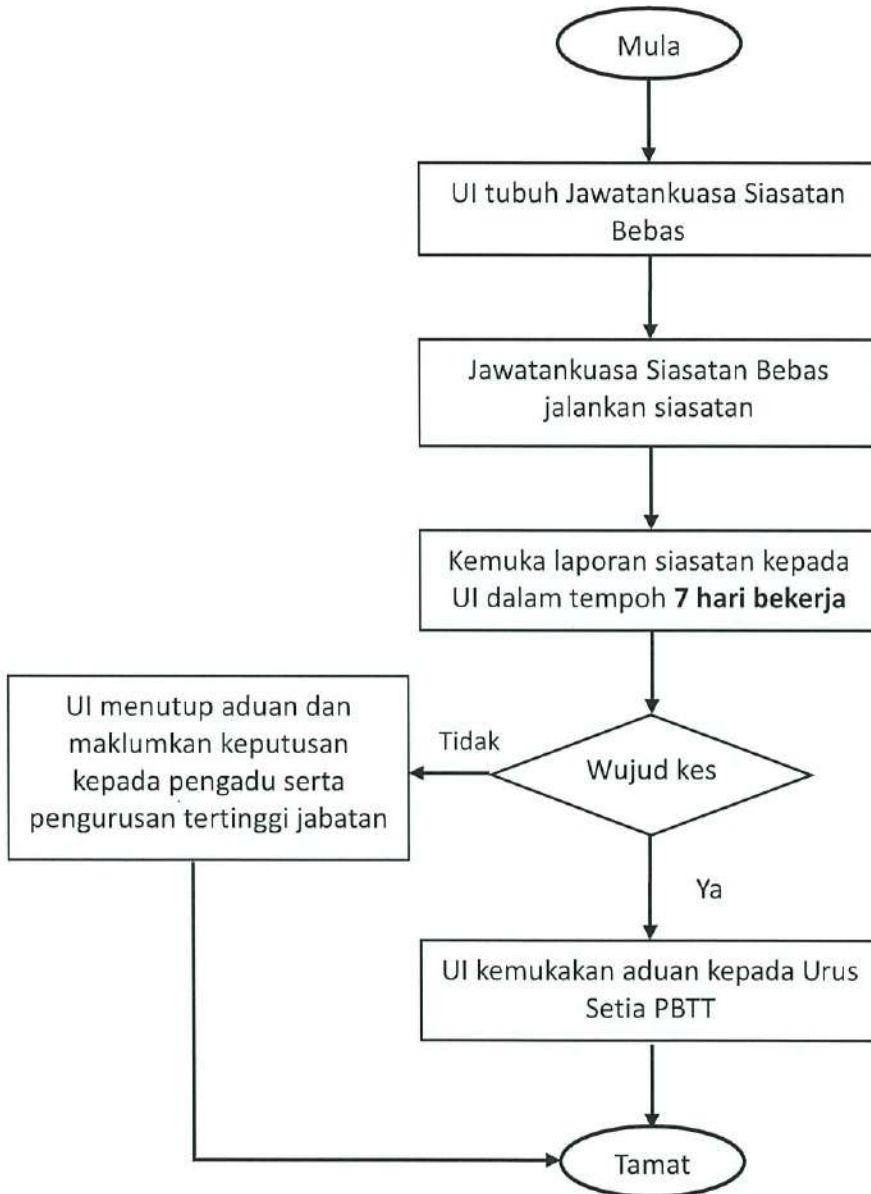 Mula
UI tubuh Jawatankuasa Siasatan
Bebas
Jawatankuasa Siasatan Bebas
jalankan siasatan
Kemuka laporan siasatan kepada
UI dalam tempoh 7 hari bekerja
Wujud kes
Tidak
UI menutup aduan dan
maklumkan keputusan
kepada pengadu serta
pengurusan tertinggi jabatan
Ya
UI kemukakan aduan kepada Urus
Setia PBTT
Tamat